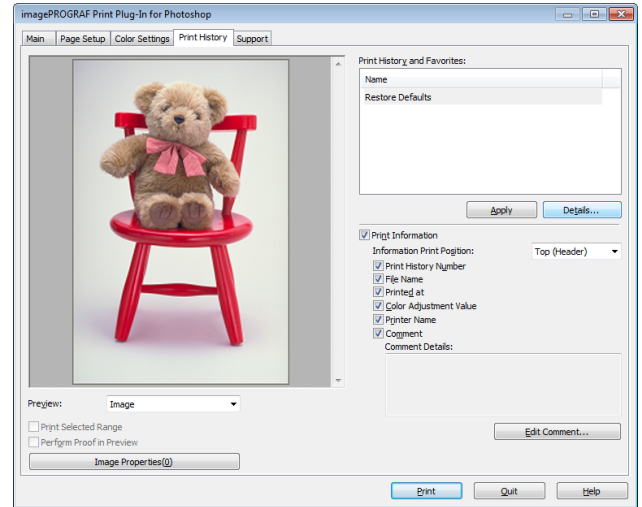 imagePROGRAF Print Plug-In for Photoshop
Main Page Setup Color Settings Print History Support
Print History and Favorites:
Name
Restore Defaults
Apply Details...
Print Information
Information Print Position: Top (Header)
Print History Number
File Name
Printed at
Color Adjustment Value
Printer Name
Comment
Comment Details:
Preview: Image
Print Selected Range
Perform Proof in Preview
Edit Comment...
Image Properties(0)
Print Quit Help